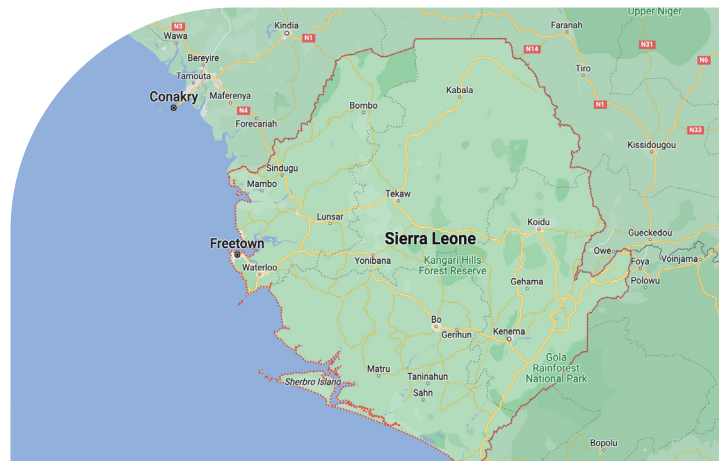 Upper Niger
N3
Wawa
Kindia
N1
Faranah
N14
N31
Bereyire
N6
Tamouta
Tiro
Conakry
Maferenya
Kabala
Bombo
N4
N1
Forecariah
N33
Kissidougou
Sindugu
Mambo
Tekaw
Lunsar
Koidu
Gueckedou
Freetown
Sierra Leone
Owe
Yonibana
Kangari Hills
Forest Reserve
Foya
Voinjama
Waterloo
Gehama
Polowu
Bo
Gerihun
Kenema
Gola
Rainforest
National Park
Matru
Taninahun
Sherbro Island
Sahn
Bopolu